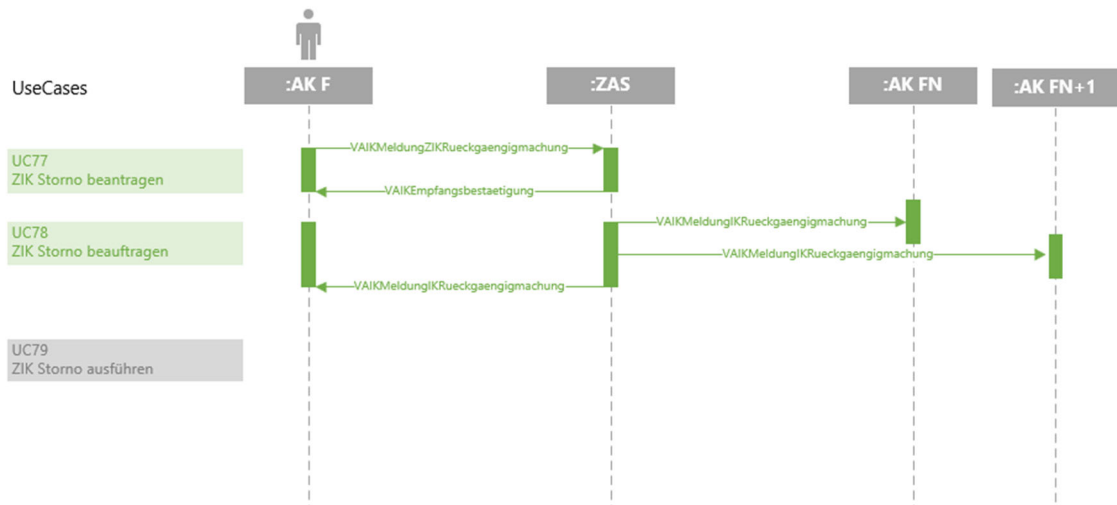 UseCases
:AK F
:ZAS
:AK FN
:AK FN+1
UC77
ZIK Storno beantragen
VAIKMeldungZIKRueckgaengigmachung
VAIKEmpfangsbestaetigung
UC78
ZIK Storno beauftragen
VAIKMeldungIKRueckgaengigmachung
VAIKMeldungIKRueckgaengigmachung
VAIKMeldungIKRueckgaengigmachung
UC79
ZIK Storno ausführen